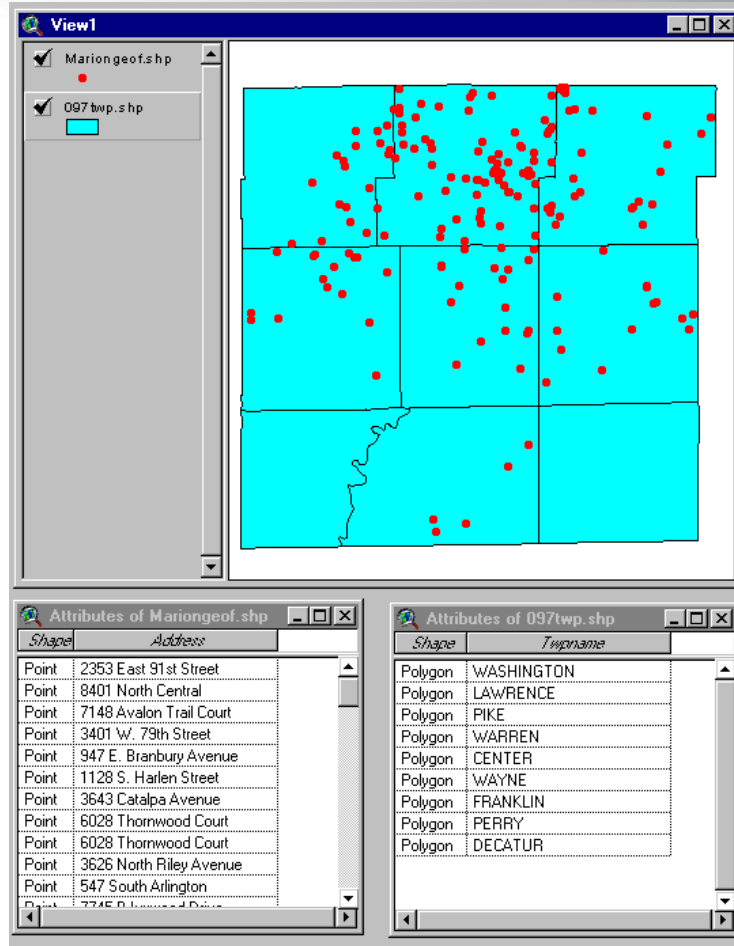 View1
Mariongeof.shp
097twp.shp
Attributes of Mariongeof.shp
Shape Address
Point 2353 East 91st Street
Point 8401 North Central
Point 7148 Avalon Trail Court
Point 3401 W. 79th Street
Point 947 E. Branbury Avenue
Point 1128 S. Harlen Street
Point 3643 Catalpa Avenue
Point 6028 Thornwood Court
Point 6028 Thornwood Court
Point 3626 North Riley Avenue
Point 547 South Arlington
Point 7745 Drive
Attributes of 097twp.shp
Shape Twpname
Polygon WASHINGTON
Polygon LAWRENCE
Polygon PIKE
Polygon WARREN
Polygon CENTER
Polygon WAYNE
Polygon FRANKLIN
Polygon PERRY
Polygon DECATUR